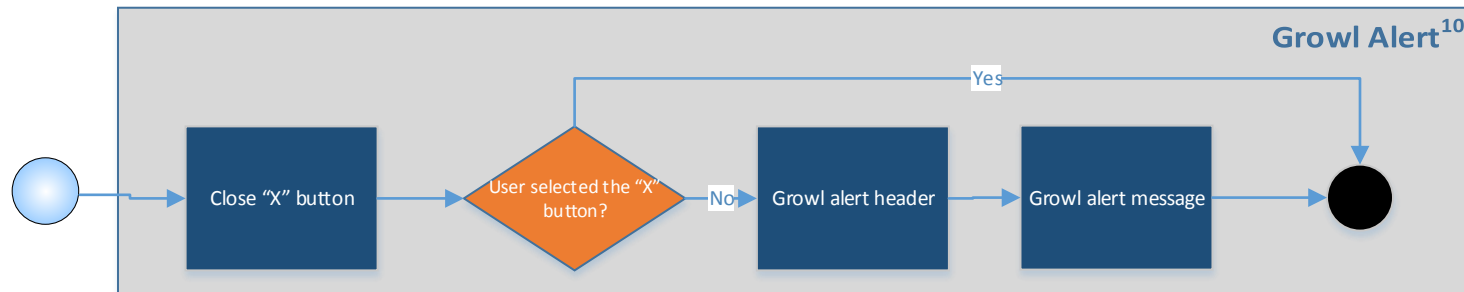 Growl Alert10
Yes
Close “X” button
User selected the “X”
button?
No
Growl alert header
Growl alert message